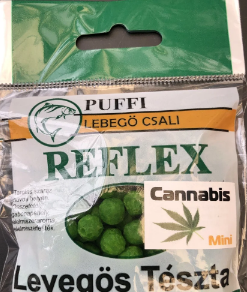 PUFFI
LEBEGŐ CSALI
REFLEX
Cannabis
Mini
Levegős Tészta